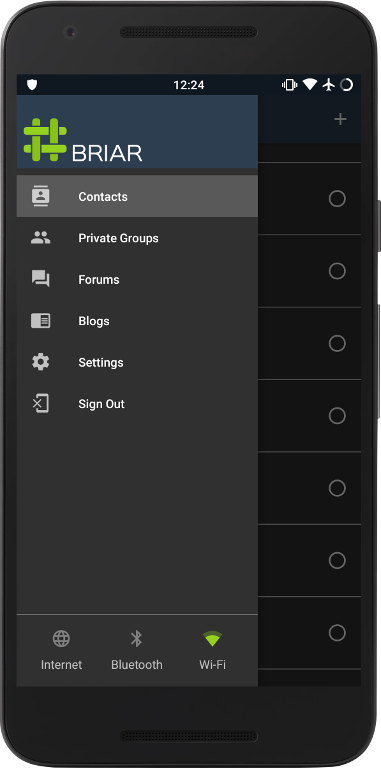 12:24
BRIAR
Contacts
Private Groups
Forums
Blogs
Settings
Sign Out
Internet Bluetooth Wi-Fi